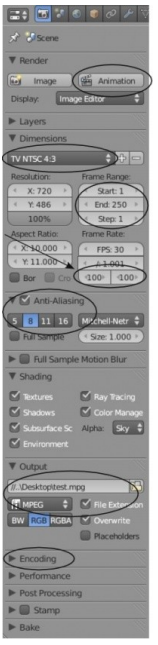 Scene
Render
Image Animation
Display: Image Editor
Layers
Dimensions
TV NTSC 4:3
Resolution: Frame Range:
X: 720 Start: 1
Y: 486 End: 250
100% Step: 1
Aspect Ratio: Frame Rate:
X: 10.000 FPS: 30
Y: 11.000 /: 1.001
Bor Cro 100 100
Anti-Aliasing
5 8 11 16 Mitchell-Netr
Full Sample Size: 1.000
Full Sample Motion Blur
Shading
Textures Ray Tracing
Shadows Color Manage
Subsurface Sc Alpha: Sky
Environment
Output
//..\Desktop\test.mpg
MPEG File Extension
BW RGB RGBA Overwrite
Placeholders
Encoding
Performance
Post Processing
Stamp
Bake